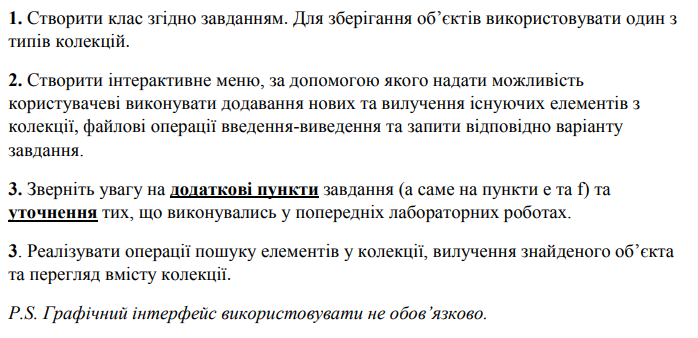 1. Створити клас згідно завданням. Для зберігання об’єктів використовувати один з
типів колекцій.
2. Створити інтерактивне меню, за допомогою якого надати можливість
користувачеві виконувати додавання нових та вилучення існуючих елементів з
колекції, файлові операції введення-виведення та запити відповідно варіанту
завдання.
3. Зверніть увагу на додаткові пункти завдання (а саме на пункти e та f) та
уточнення тих, що виконувались у попередніх лабораторних роботах.
3. Реалізувати операції пошуку елементів у колекції, вилучення знайденого об’єкта
та перегляд вмісту колекції.
P.S. Графічний інтерфейс використовувати не обов’язково.